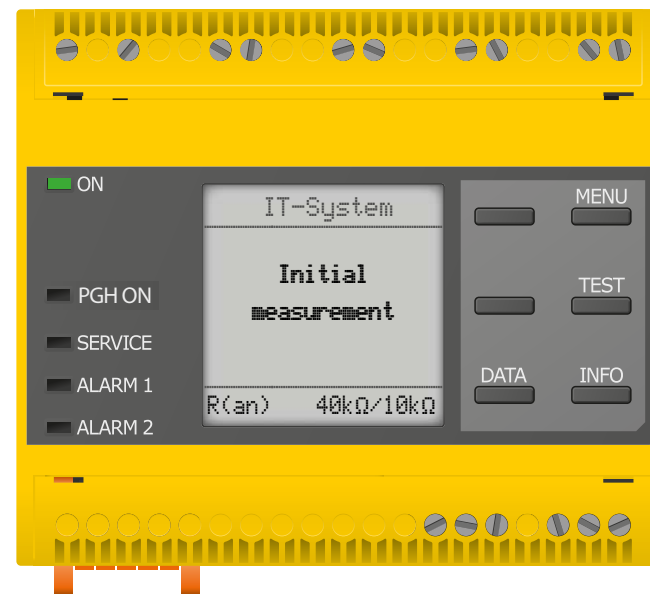 ON
IT-System
MENU
Initial
measurement
PGH ON
TEST
SERVICE
ALARM 1
DATA
INFO
R(an) 40kΩ/10kΩ
ALARM 2